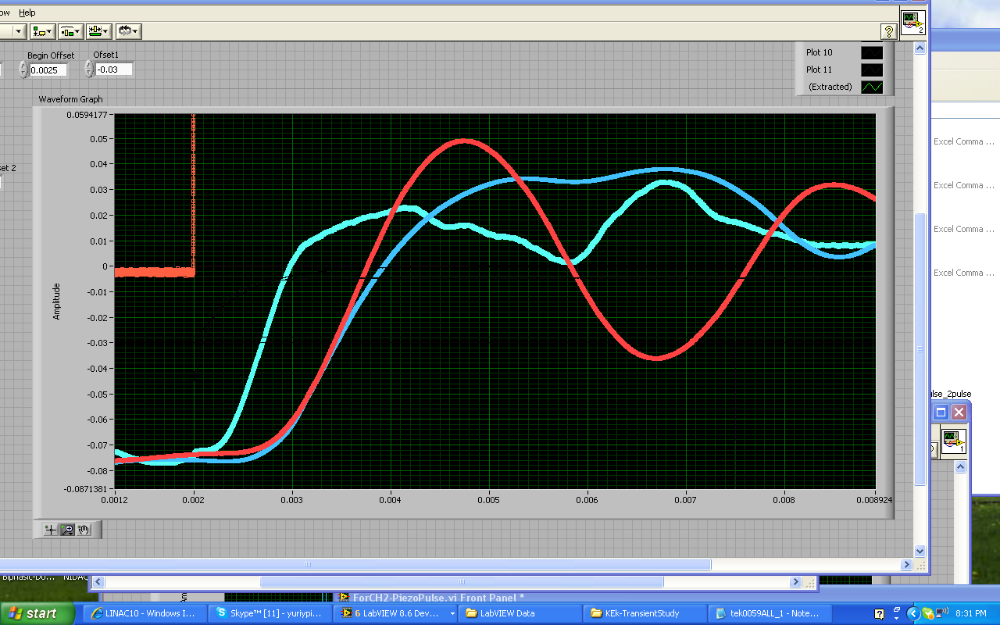 ow Help
Begin Offset
Ofset1
0.0025
-0.03
2
Plot 10
Plot 11
(Extracted)
Waveform Graph
0.0594177
0.05
0.04
0.03
0.02
0.01
0
-0.01
-0.02
-0.03
-0.04
-0.05
-0.06
-0.07
-0.08
-0.0871381
Amplitude
0.0012 0.002 0.003 0.004 0.005 0.006 0.007 0.008 0.008924
set 2
Excel Comma ...
Excel Comma ...
Excel Comma ...
Excel Comma ...
ulse_2pulse
1
Biphasic-Do... NIDAQ
ForCH2-PiezoPulse.vi Front Panel *
start
LINAC10 - Windows I...
Skype™ [11] - yuriypi...
6 LabVIEW 8.6 Dev...
LabVIEW Data
KEk-TransientStudy
tek0059ALL_1 - Note...
8:31 PM